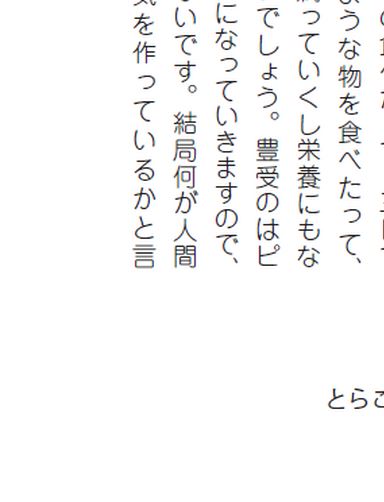 うな物を食べたって、
っていくし栄養にもな
でしょう。豊受のはピ
になっていきますので、
いです。結局何が人間
気を作っているかと言
とらこ